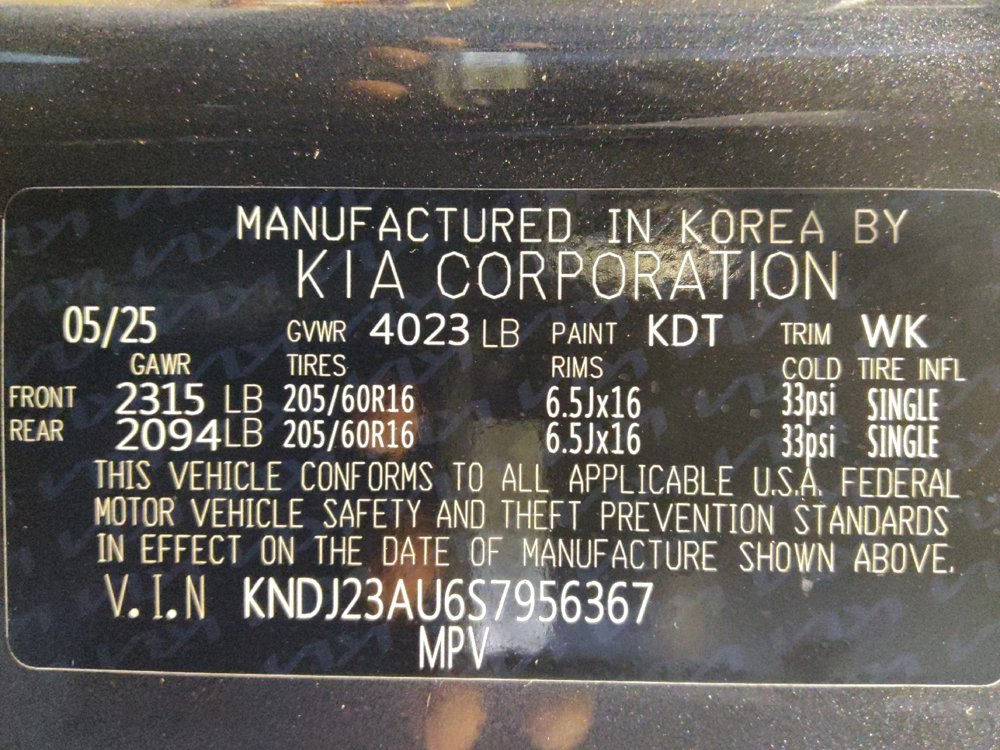 MANUFACTURED IN KOREA BY
KIA CORPORATION
05/25 GVWR 4023 LB PAINT KDT TRIM WK
GAWR TIRES RIMS COLD TIRE INFL
FRONT 2315 LB 205/60R16 6.5Jx16 33psi SINGLE
REAR 2094 LB 205/60R16 6.5Jx16 33psi SINGLE
THIS VEHICLE CONFORMS TO ALL APPLICABLE U.S.A. FEDERAL
MOTOR VEHICLE SAFETY AND THEFT PREVENTION STANDARDS
IN EFFECT ON THE DATE OF MANUFACTURE SHOWN ABOVE.
V.I.N KNDJ23AU6S7956367
MPV